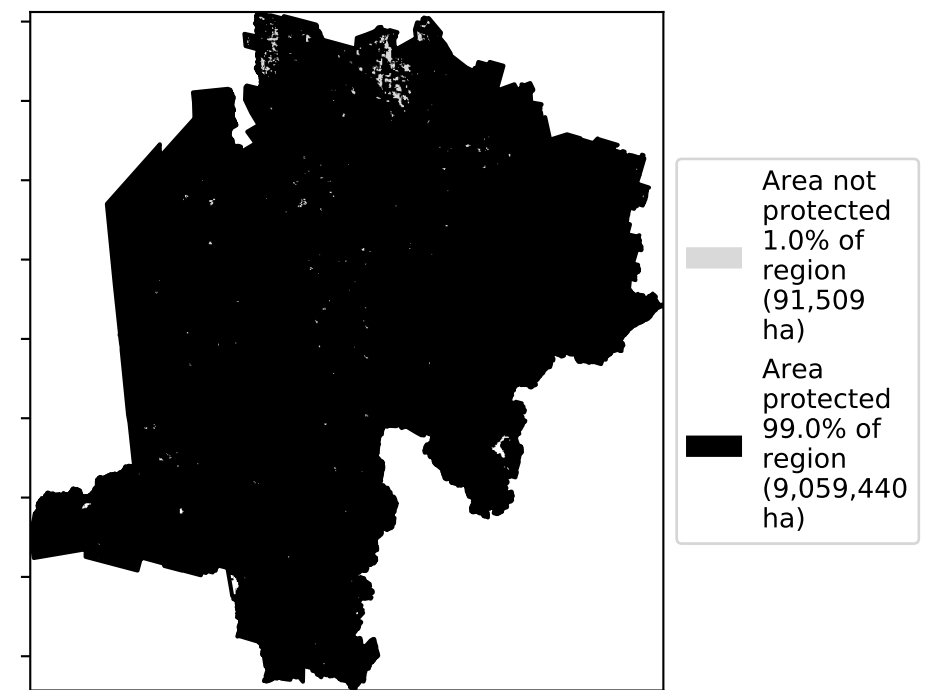 Area not
protected
1.0% of
region
(91,509
ha)
Area
protected
99.0% of
region
(9,059,440
ha)